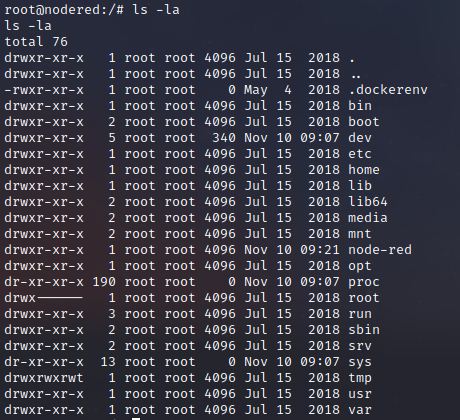 root@nodered:/# ls -la
ls -la
total 76
drwxr-xr-x   1 root root 4096 Jul 15  2018 .
drwxr-xr-x   1 root root 4096 Jul 15  2018 ..
-rwxr-xr-x   1 root root    0 May  4  2018 .dockerenv
drwxr-xr-x   1 root root 4096 Jul 15  2018 bin
drwxr-xr-x   2 root root 4096 Jul 15  2018 boot
drwxr-xr-x   5 root root  340 Nov 10 09:07 dev
drwxr-xr-x   1 root root 4096 Jul 15  2018 etc
drwxr-xr-x   1 root root 4096 Jul 15  2018 home
drwxr-xr-x   1 root root 4096 Jul 15  2018 lib
drwxr-xr-x   2 root root 4096 Jul 15  2018 lib64
drwxr-xr-x   2 root root 4096 Jul 15  2018 media
drwxr-xr-x   2 root root 4096 Jul 15  2018 mnt
drwxr-xr-x   1 root root 4096 Nov 10 09:21 node-red
drwxr-xr-x   1 root root 4096 Jul 15  2018 opt
dr-xr-xr-x 190 root root    0 Nov 10 09:07 proc
drwx------   1 root root 4096 Jul 15  2018 root
drwxr-xr-x   3 root root 4096 Jul 15  2018 run
drwxr-xr-x   2 root root 4096 Jul 15  2018 sbin
drwxr-xr-x   2 root root 4096 Jul 15  2018 srv
dr-xr-xr-x  13 root root    0 Nov 10 09:07 sys
drwxrwxrwt   1 root root 4096 Jul 15  2018 tmp
drwxr-xr-x   1 root root 4096 Jul 15  2018 usr
drwxr-xr-x   1 root root 4096 Jul 15  2018 var